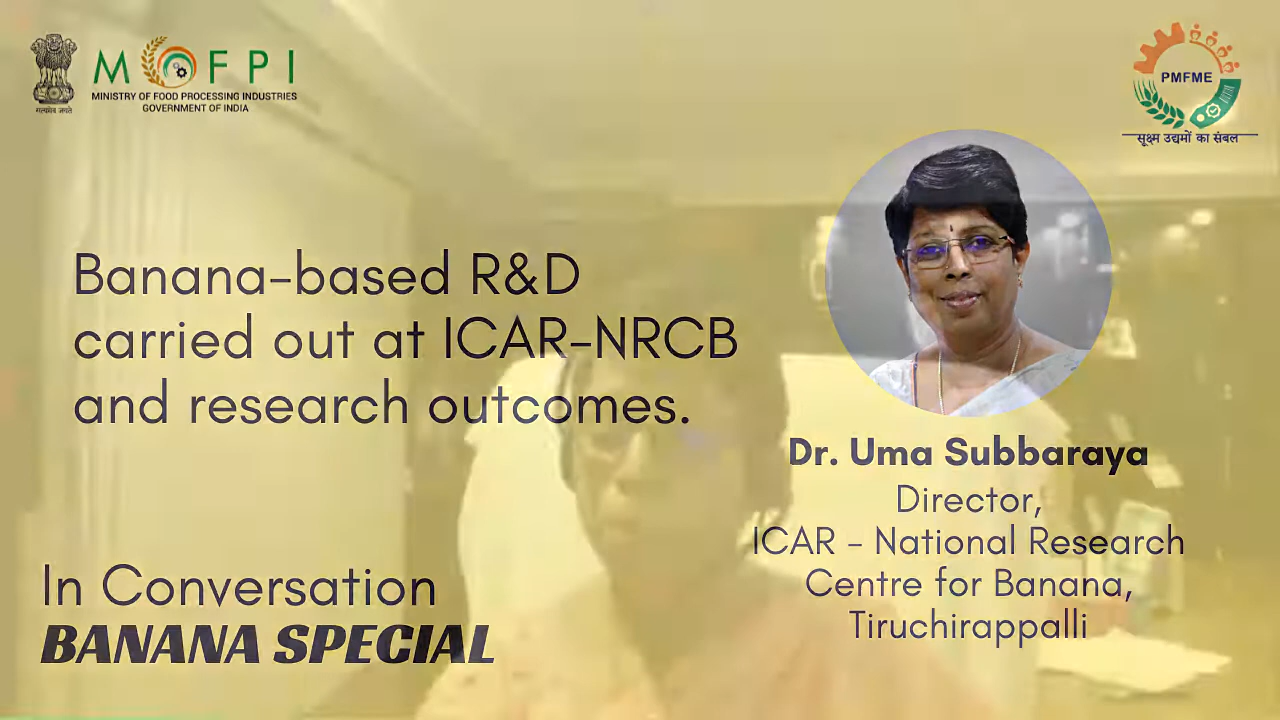 सत्यमेव जयते
MOFPI
MINISTRY OF FOOD PROCESSING INDUSTRIES
GOVERNMENT OF INDIA
PMFME
सूक्ष्म उद्यमों का संबल
Banana-based R&D
carried out at ICAR-NRCB
and research outcomes.
Dr. Uma Subbaraya
Director,
ICAR - National Research
Centre for Banana,
Tiruchirappalli
In Conversation
BANANA SPECIAL